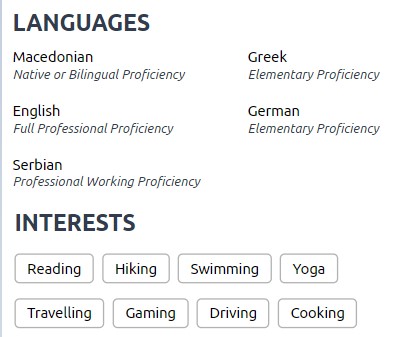 LANGUAGES
Macedonian
Native or Bilingual Proficiency
Greek
Elementary Proficiency
English
Full Professional Proficiency
German
Elementary Proficiency
Serbian
Professional Working Proficiency
INTERESTS
Reading Hiking Swimming Yoga
Travelling Gaming Driving Cooking